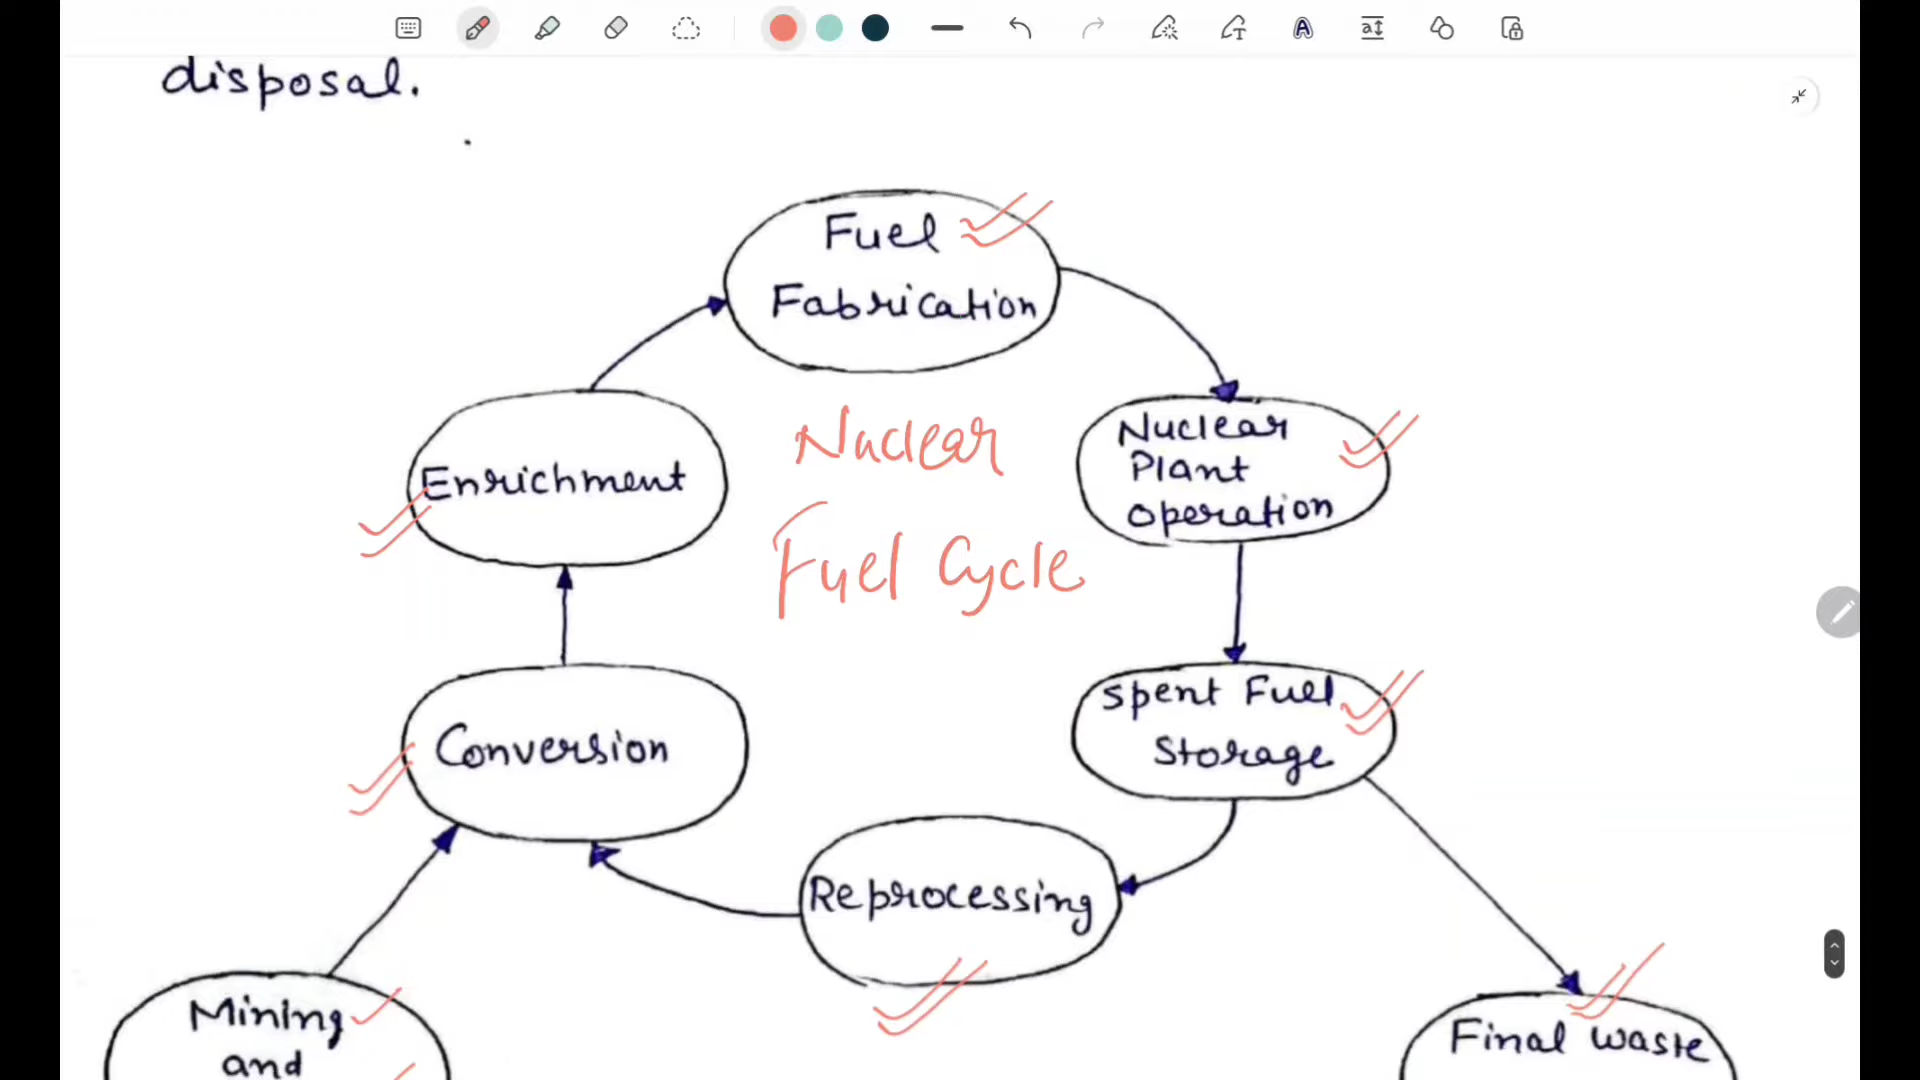 disposal.
Fuel
Fabrication
Nuclear
Plant
operation
Enrichment
Nuclear
Fuel Cycle
Spent Fuel
Storage
Conversion
Reprocessing
Mining
and
Final waste